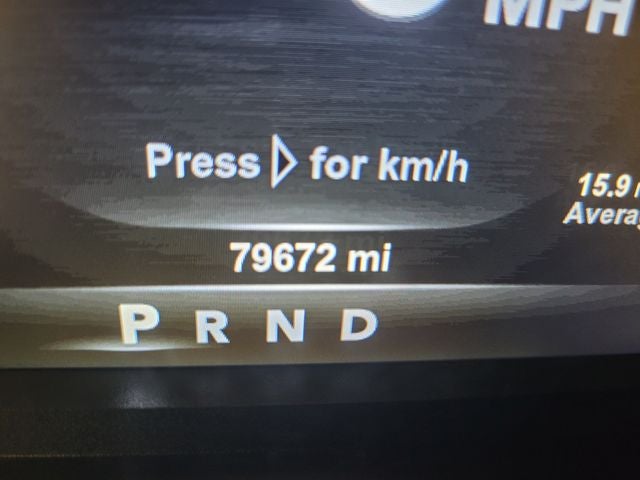 MPH
Press ▷ for km/h
15.9
79672 mi
P R N D